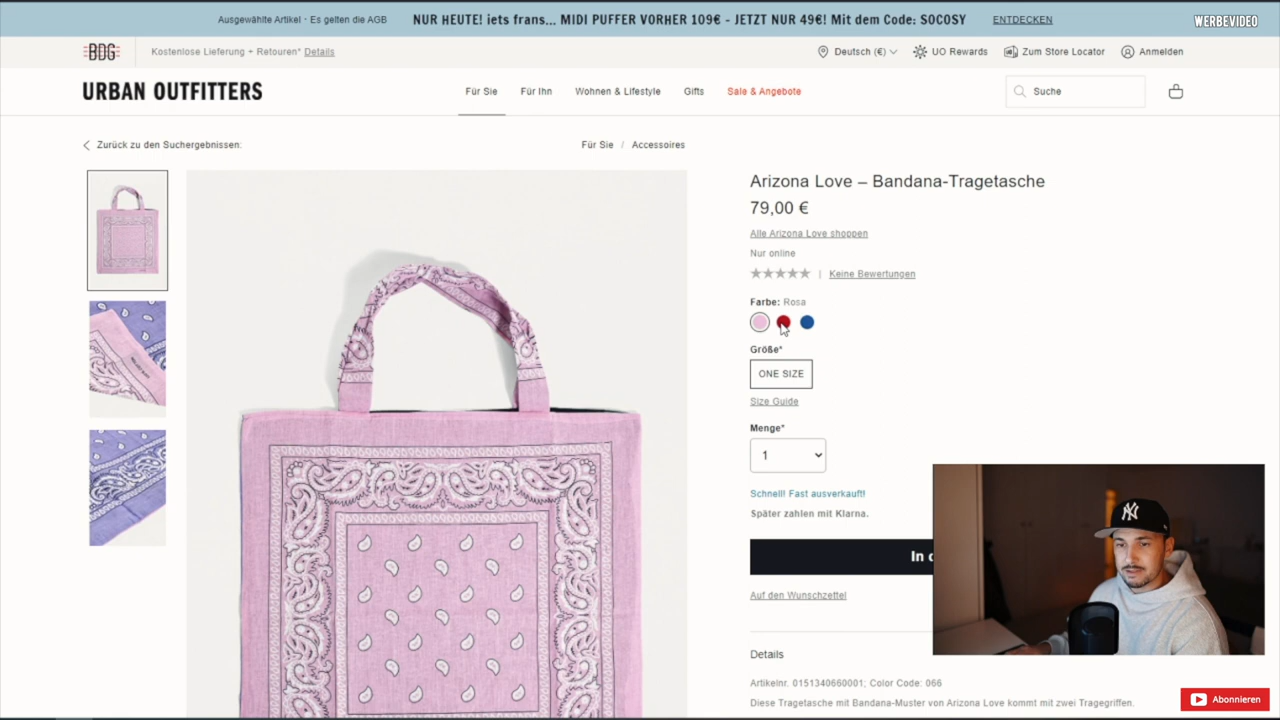 Ausgewählte Artikel · Es gelten die AGB
NUR HEUTE! iets frans... MIDI PUFFER VORHER 109€ - JETZT NUR 49€! Mit dem Code: SOCOSY
ENTDECKEN
WERBEVIDEO
BDG
Kostenlose Lieferung + Retouren* Details
Deutsch (€)
UO Rewards
Zum Store Locator
Anmelden
URBAN OUTFITTERS
Für Sie
Für Ihn
Wohnen & Lifestyle
Gifts
Sale & Angebote
Suche
Zurück zu den Suchergebnissen:
Für Sie / Accessoires
Arizona Love – Bandana-Tragetasche
79,00 €
Alle Arizona Love shoppen
Nur online
★★★★★ | Keine Bewertungen
Farbe: Rosa
Größe*
ONE SIZE
Size Guide
Menge*
1
Schnell! Fast ausverkauft!
Später zahlen mit Klarna.
In d
Auf den Wunschzettel
NY
Details
Artikelnr. 0151340660001; Color Code: 066
Diese Tragetasche mit Bandana-Muster von Arizona Love kommt mit zwei Tragegriffen.
Abonnieren